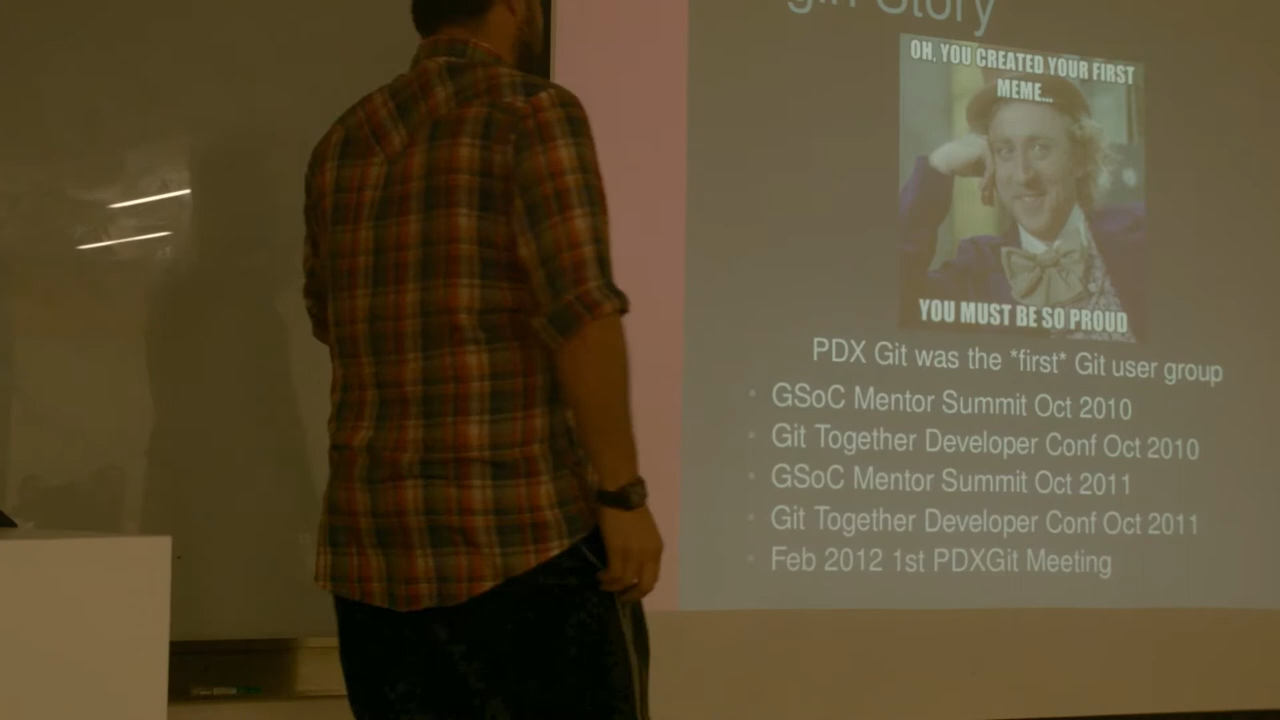 Story
OH, YOU CREATED YOUR FIRST
MEME...
YOU MUST BE SO PROUD
PDX Git was the *first* Git user group
GSoC Mentor Summit Oct 2010
Git Together Developer Conf Oct 2010
GSoC Mentor Summit Oct 2011
Git Together Developer Conf Oct 2011
Feb 2012 1st PDXGit Meeting